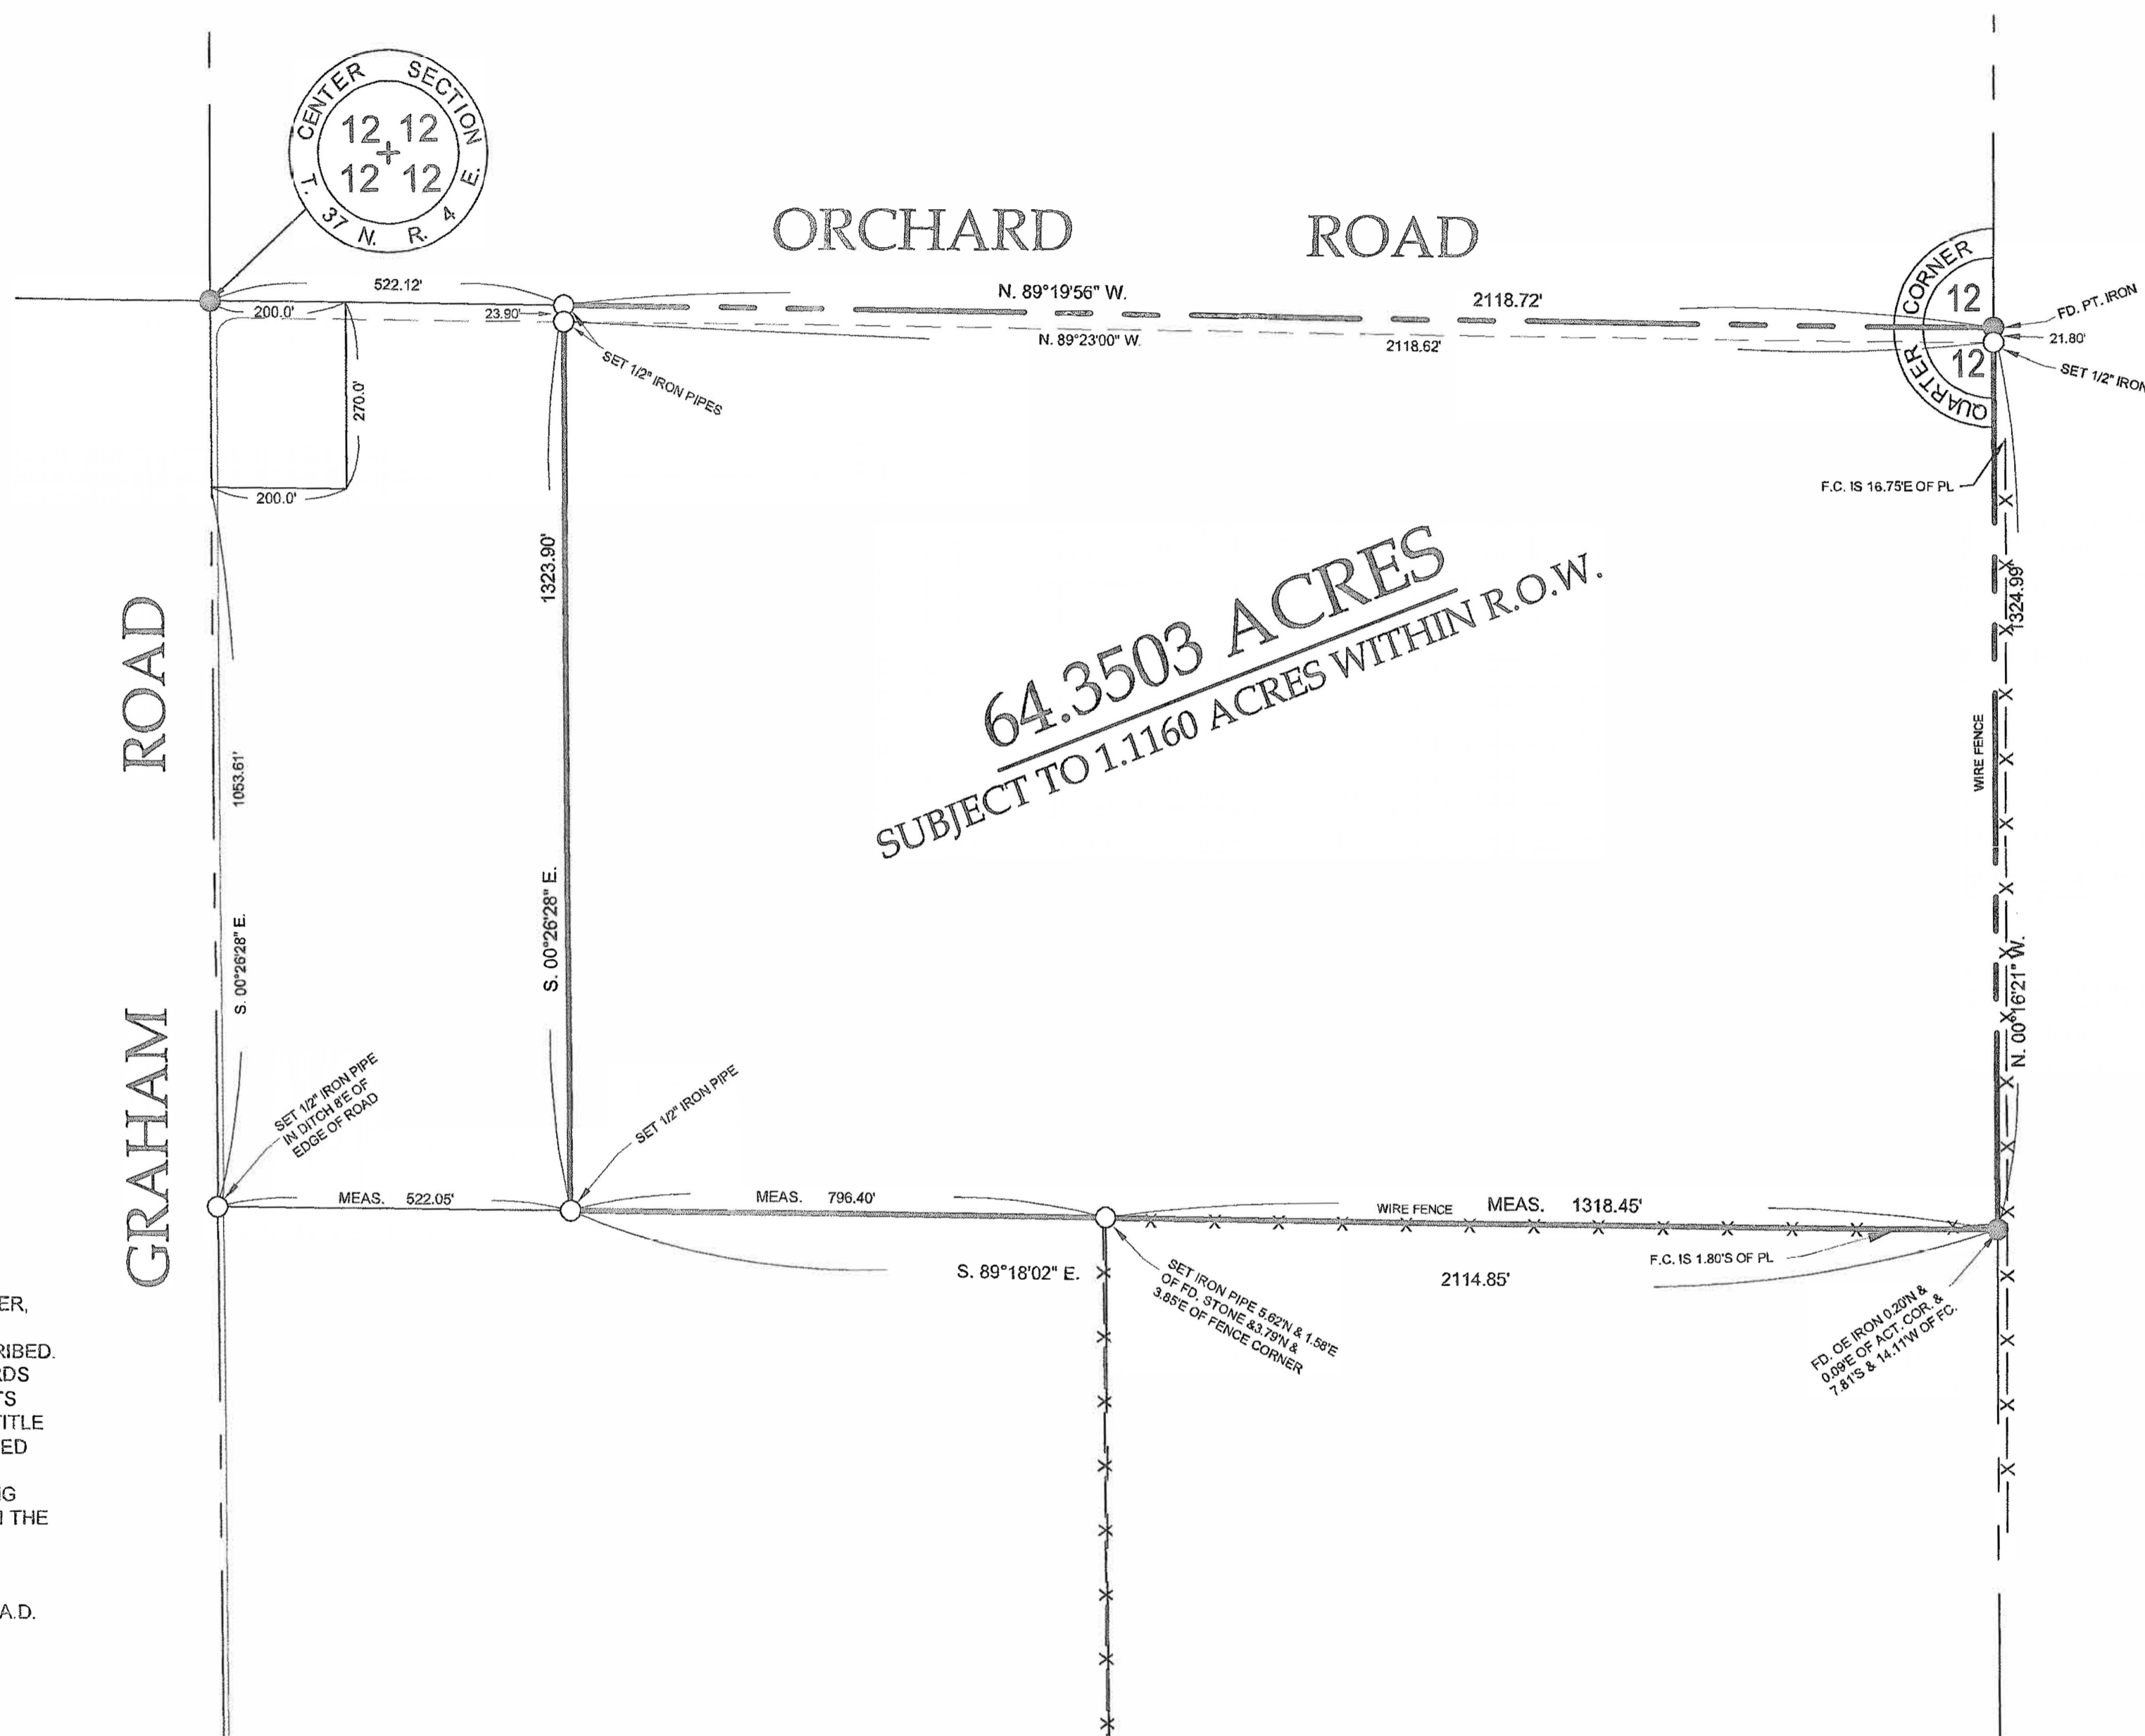 CENTER SECTION
12 12
12 12
T. 37 N. R. 4 E.
ORCHARD ROAD
522.12'
200.0'
23.90'
N. 89°19'56" W. 2118.72'
N. 89°23'00" W. 2118.62'
QUARTER CORNER
12
12
FD. PT. IRON
21.80'
SET 1/2" IRON
SET 1/2" IRON PIPES
270.0'
200.0'
F.C. IS 16.75'E OF PL
1323.90'
S. 00°26'28" E.
64.3503 ACRES
SUBJECT TO 1.1160 ACRES WITHIN R.O.W.
1324.99'
WIRE FENCE
N. 00°16'21" W.
GRAHAM ROAD
1053.61'
S. 00°26'28" E.
SET 1/2" IRON PIPE
IN DITCH 8'E OF
EDGE OF ROAD
SET 1/2" IRON PIPE
MEAS. 522.05'
MEAS. 796.40'
WIRE FENCE MEAS. 1318.45'
F.C. IS 1.80'S OF PL
S. 89°18'02" E. 2114.85'
SET IRON PIPE 5.62'N & 1.58'E
OF FD. STONE &3.79'N &
3.85'E OF FENCE CORNER
FD. OE IRON 0.20'N &
0.09'E OF ACT. COR. &
7.81'S & 14.11'W OF FC.
ER,
RIBED.
RDS
TS
TITLE
ED
G
THE
A.D.